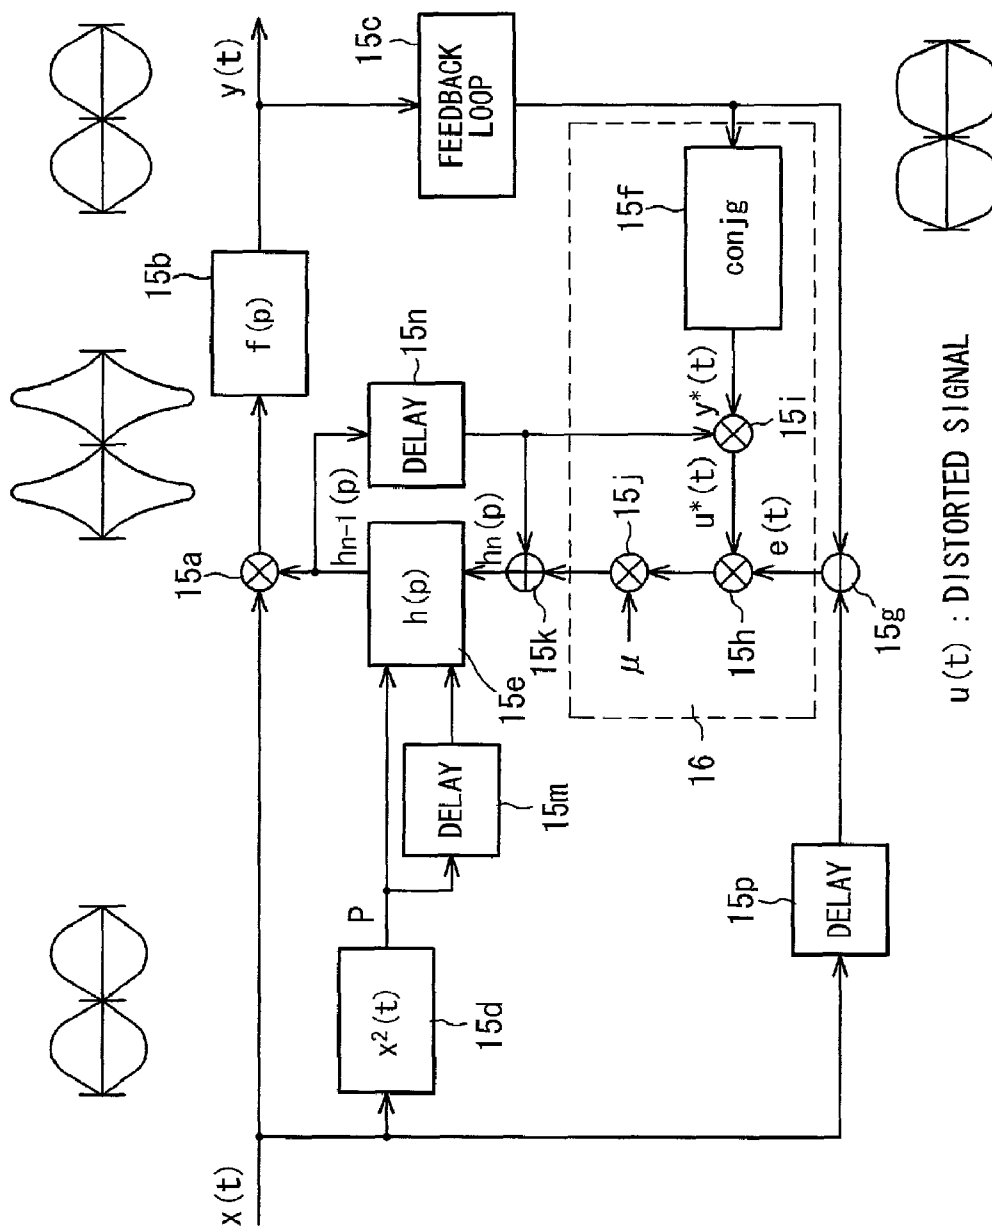 x(t)
15a
15b
f(p)
y(t)
hn-1(p)
15n
DELAY
15c
FEEDBACK
LOOP
P
x²(t)
15d
DELAY
15m
h(p)
15e
hn(p)
15k
μ
15j
u*(t)
y*(t)
15i
15f
conjg
15h
e(t)
16
15g
15p
DELAY
u(t) : DISTORTED SIGNAL